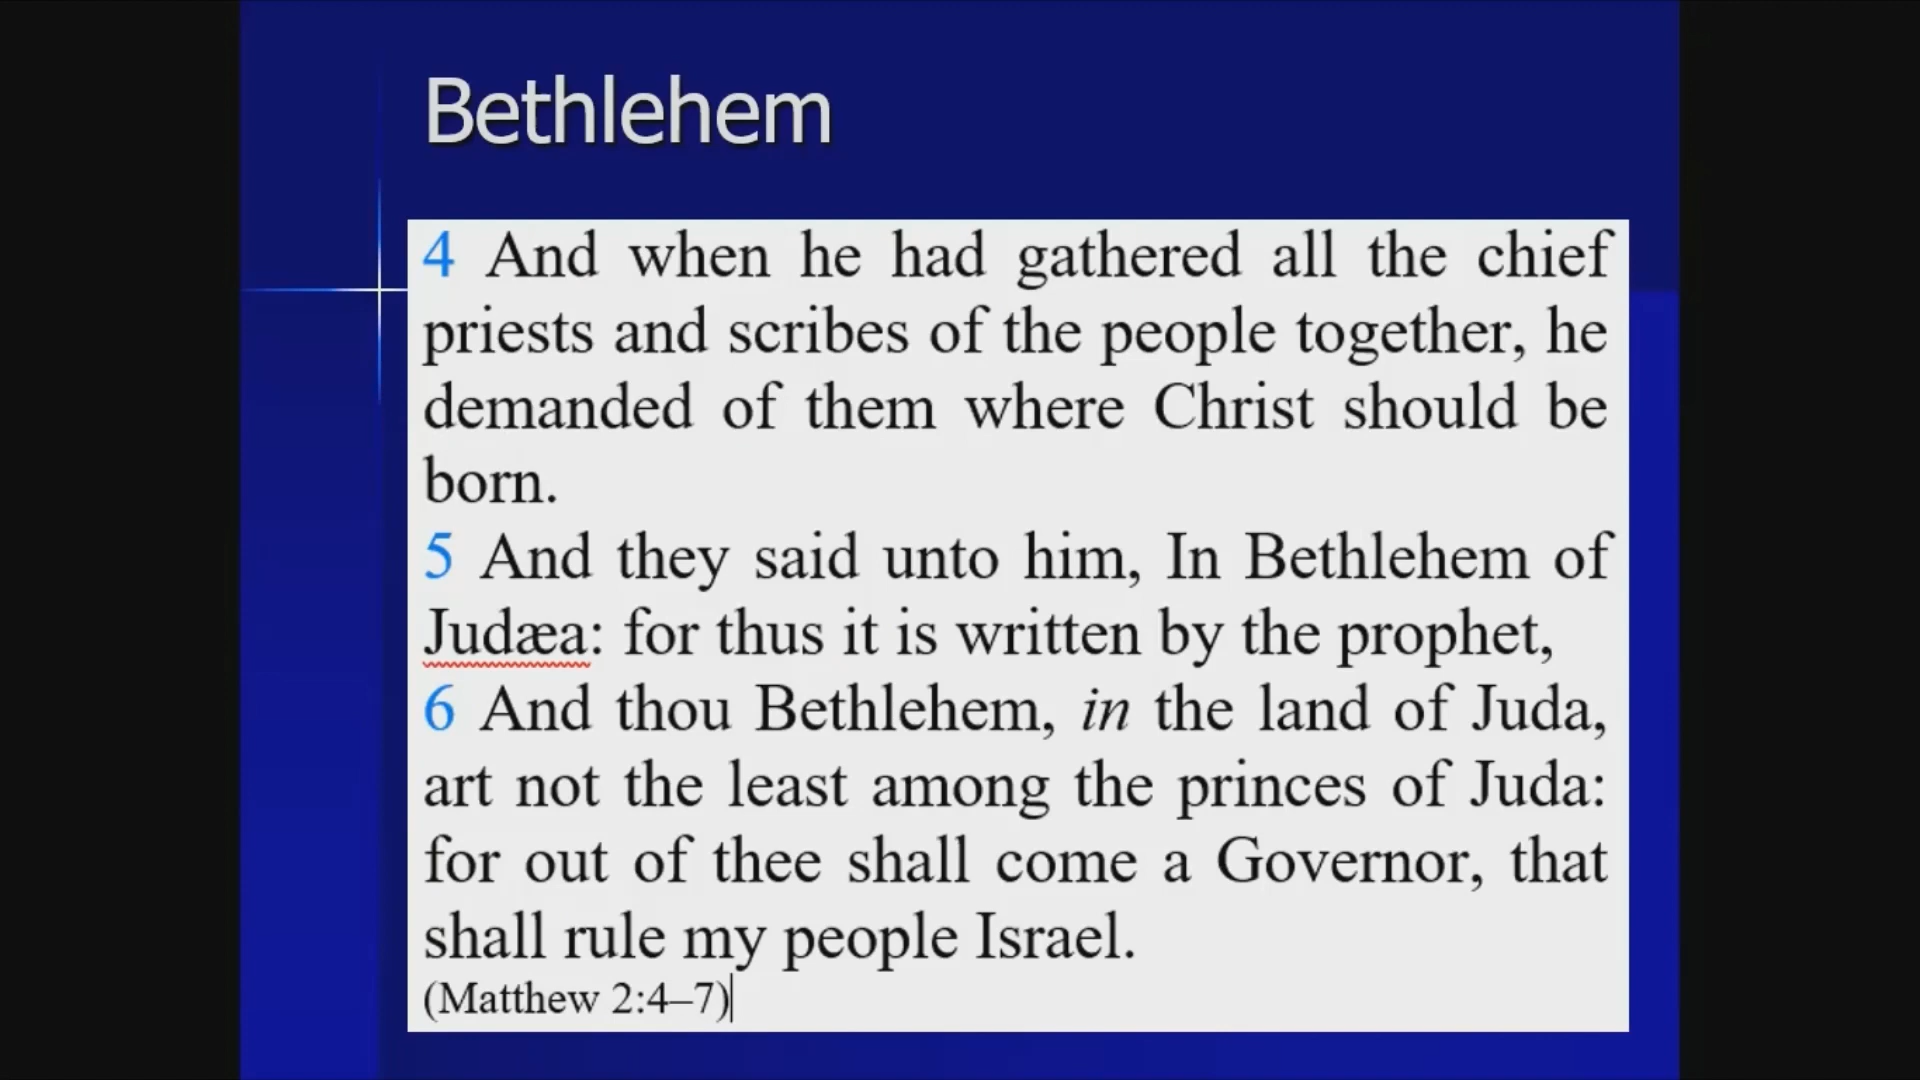 Bethlehem
4 And when he had gathered all the chief
priests and scribes of the people together, he
demanded of them where Christ should be
born.
5 And they said unto him, In Bethlehem of
Judæa: for thus it is written by the prophet,
6 And thou Bethlehem, in the land of Juda,
art not the least among the princes of Juda:
for out of thee shall come a Governor, that
shall rule my people Israel.
(Matthew 2:4–7)